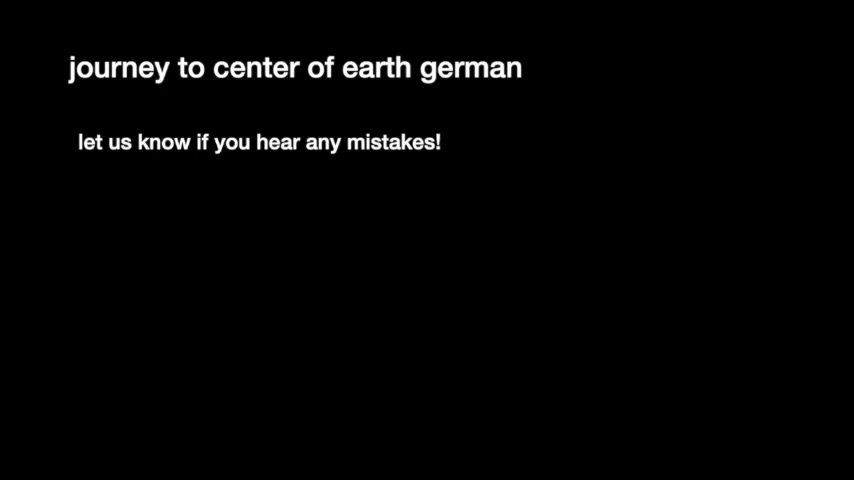 journey to center of earth german
let us know if you hear any mistakes!